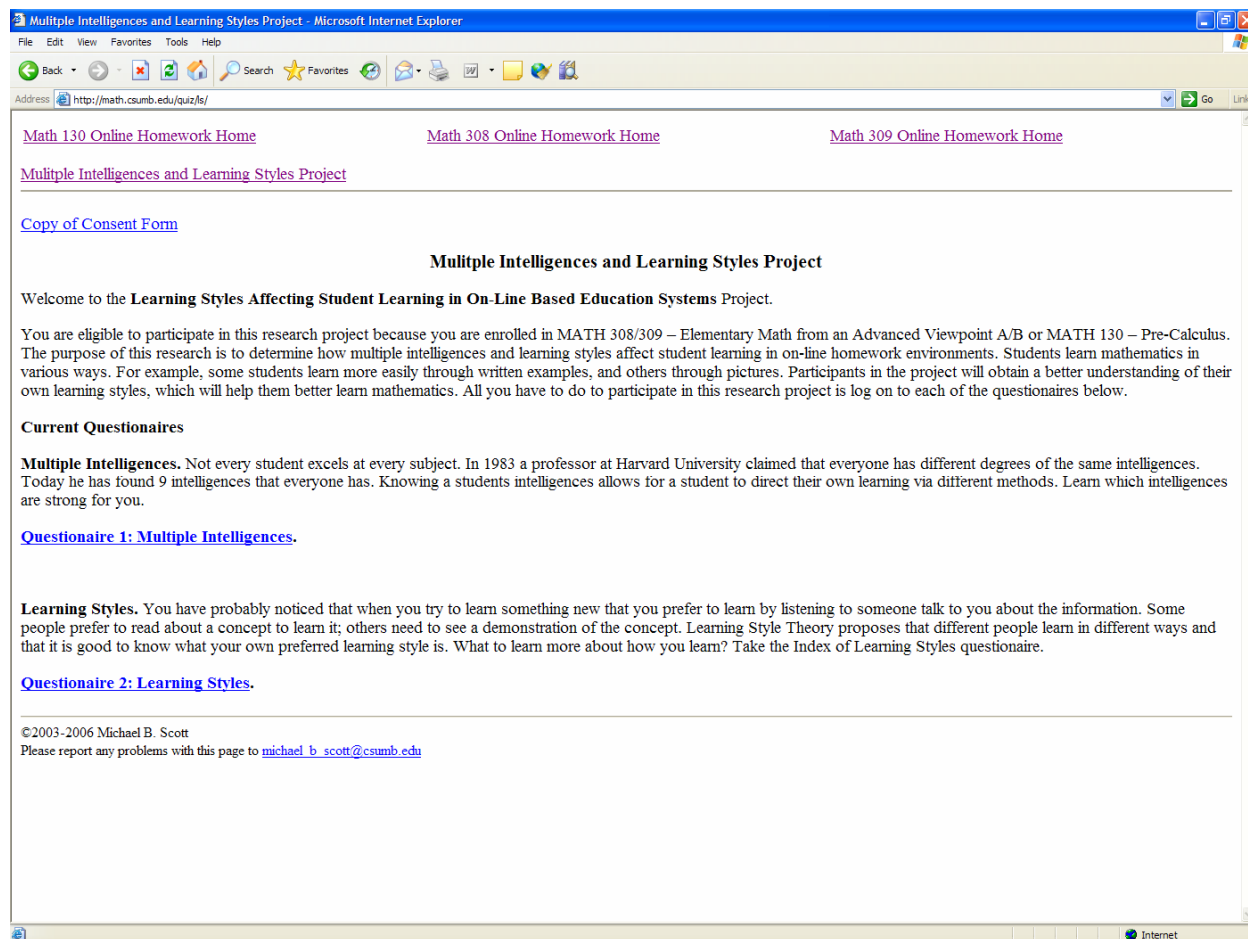 Mulitple Intelligences and Learning Styles Project - Microsoft Internet Explorer
File Edit View Favorites Tools Help
Back Search Favorites
Address http://math.csumb.edu/quiz/ls/ Go Link
Math 130 Online Homework Home Math 308 Online Homework Home Math 309 Online Homework Home
Mulitple Intelligences and Learning Styles Project
Copy of Consent Form
Mulitple Intelligences and Learning Styles Project
Welcome to the Learning Styles Affecting Student Learning in On-Line Based Education Systems Project.
You are eligible to participate in this research project because you are enrolled in MATH 308/309 – Elementary Math from an Advanced Viewpoint A/B or MATH 130 – Pre-Calculus.
The purpose of this research is to determine how multiple intelligences and learning styles affect student learning in on-line homework environments. Students learn mathematics in
various ways. For example, some students learn more easily through written examples, and others through pictures. Participants in the project will obtain a better understanding of their
own learning styles, which will help them better learn mathematics. All you have to do to participate in this research project is log on to each of the questionaires below.
Current Questionaires
Multiple Intelligences. Not every student excels at every subject. In 1983 a professor at Harvard University claimed that everyone has different degrees of the same intelligences.
Today he has found 9 intelligences that everyone has. Knowing a students intelligences allows for a student to direct their own learning via different methods. Learn which intelligences
are strong for you.
Questionaire 1: Multiple Intelligences.
Learning Styles. You have probably noticed that when you try to learn something new that you prefer to learn by listening to someone talk to you about the information. Some
people prefer to read about a concept to learn it; others need to see a demonstration of the concept. Learning Style Theory proposes that different people learn in different ways and
that it is good to know what your own preferred learning style is. What to learn more about how you learn? Take the Index of Learning Styles questionaire.
Questionaire 2: Learning Styles.
©2003-2006 Michael B. Scott
Please report any problems with this page to michael_b_scott@csumb.edu
Internet